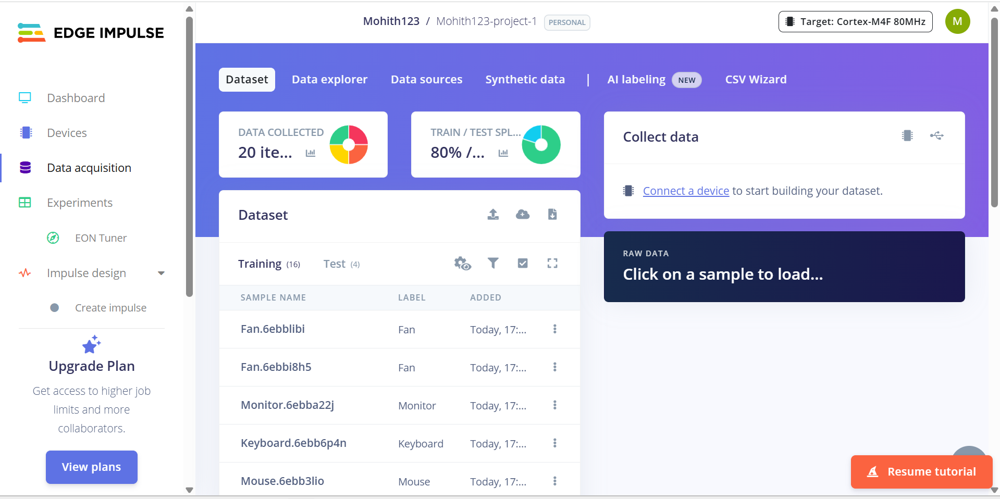 EDGE IMPULSE
Mohith123 / Mohith123-project-1 PERSONAL
Target: Cortex-M4F 80MHz
M
Dashboard
Devices
Data acquisition
Experiments
EON Tuner
Impulse design
Create impulse
Upgrade Plan
Get access to higher job
limits and more
collaborators.
View plans
Dataset Data explorer Data sources Synthetic data | AI labeling NEW CSV Wizard
DATA COLLECTED
20 ite...
TRAIN / TEST SPL...
80% /...
Dataset
Training (16) Test (4)
SAMPLE NAME LABEL ADDED
Fan.6ebblibi Fan Today, 17:...
Fan.6ebbi8h5 Fan Today, 17:...
Monitor.6ebba22j Monitor Today, 17:...
Keyboard.6ebb6p4n Keyboard Today, 17:...
Mouse.6ebb3lio Mouse Today, 17:...
Collect data
Connect a device to start building your dataset.
RAW DATA
Click on a sample to load...
Resume tutorial